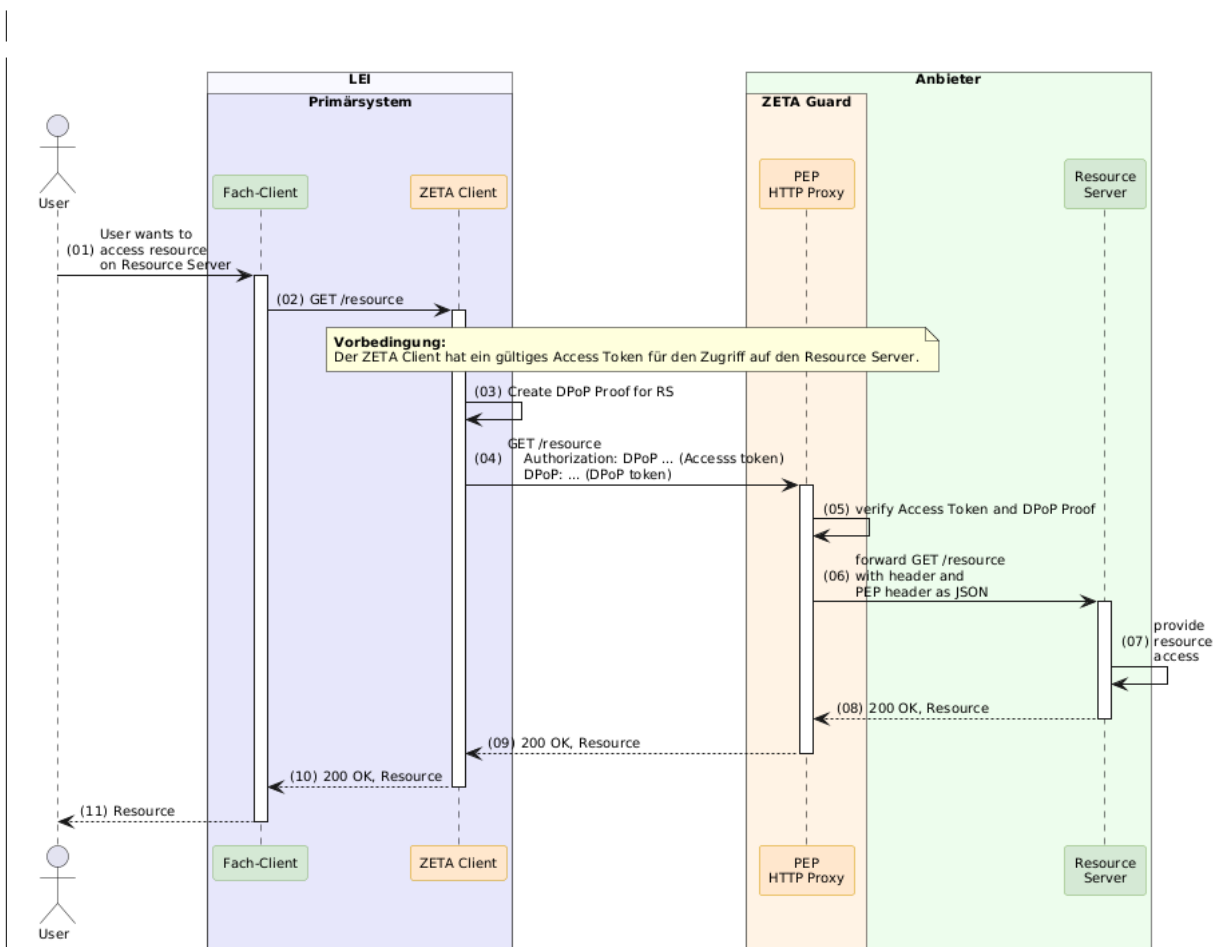 LEI
Anbieter
Primärsystem
ZETA Guard
User
Fach-Client
ZETA Client
PEP
HTTP Proxy
Resource
Server
User wants to
(01) access resource
on Resource Server
(02) GET /resource
Vorbedingung:
Der ZETA Client hat ein gültiges Access Token für den Zugriff auf den Resource Server.
(03) Create DPoP Proof for RS
GET /resource
(04) Authorization: DPoP ... (Accesss token)
DPoP: ... (DPoP token)
(05) verify Access Token and DPoP Proof
forward GET /resource
(06) with header and
PEP header as JSON
provide
(07) resource
access
(08) 200 OK, Resource
(09) 200 OK, Resource
(10) 200 OK, Resource
(11) Resource
User
Fach-Client
ZETA Client
PEP
HTTP Proxy
Resource
Server